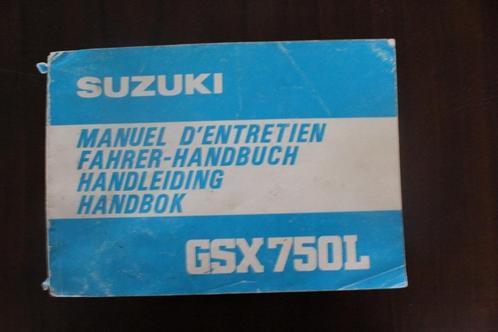 SUZUKI
MANUEL D'ENTRETIEN
FAHRER-HANDBUCH
HANDLEIDING
HANDBOK
GSX750L